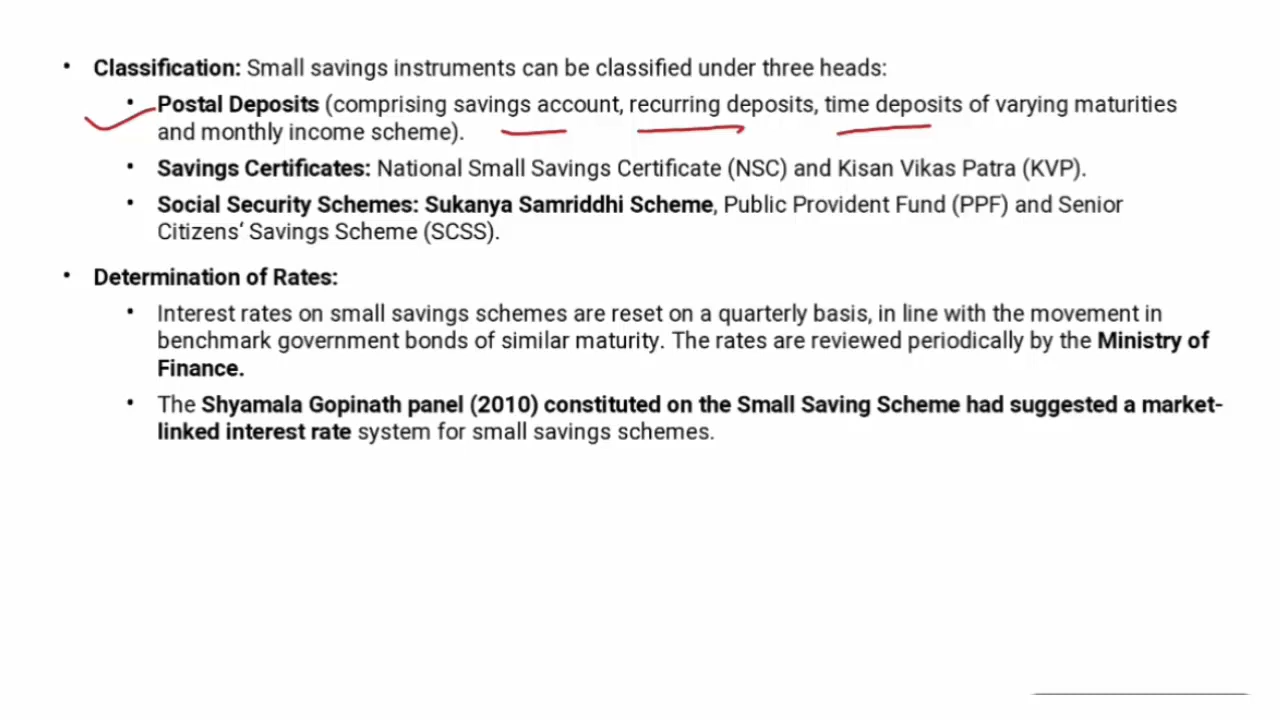 • Classification: Small savings instruments can be classified under three heads:
• Postal Deposits (comprising savings account, recurring deposits, time deposits of varying maturities
and monthly income scheme).
• Savings Certificates: National Small Savings Certificate (NSC) and Kisan Vikas Patra (KVP).
• Social Security Schemes: Sukanya Samriddhi Scheme, Public Provident Fund (PPF) and Senior
Citizens‘ Savings Scheme (SCSS).
• Determination of Rates:
• Interest rates on small savings schemes are reset on a quarterly basis, in line with the movement in
benchmark government bonds of similar maturity. The rates are reviewed periodically by the Ministry of
Finance.
• The Shyamala Gopinath panel (2010) constituted on the Small Saving Scheme had suggested a market-
linked interest rate system for small savings schemes.